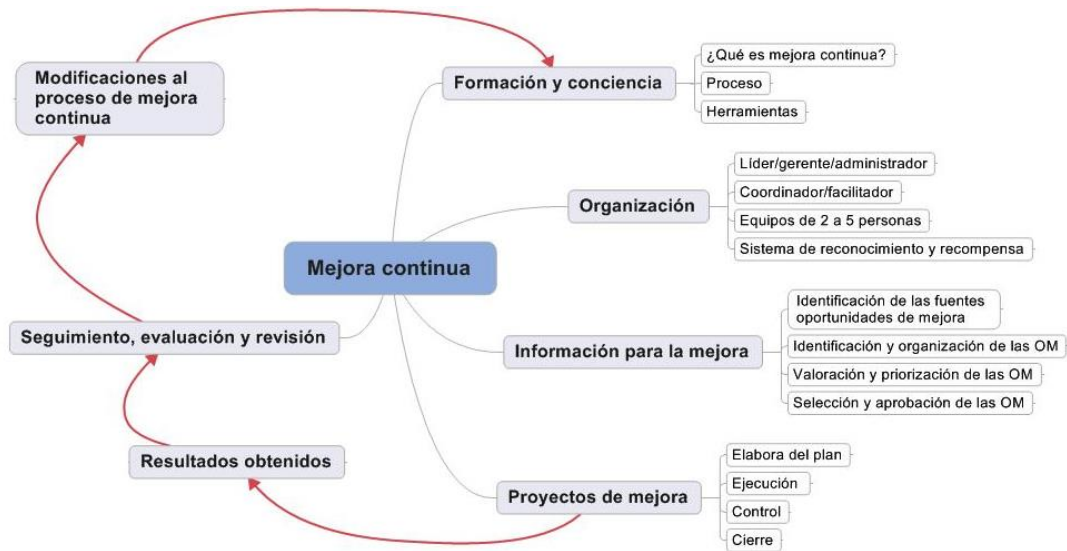 Modificaciones al
proceso de mejora
continua
Formación y conciencia
¿Qué es mejora continua?
Proceso
Herramientas
Organización
Líder/gerente/administrador
Coordinador/facilitador
Equipos de 2 a 5 personas
Sistema de reconocimiento y recompensa
Mejora continua
Seguimiento, evaluación y revisión
Información para la mejora
Identificación de las fuentes
oportunidades de mejora
Identificación y organización de las OM
Valoración y priorización de las OM
Selección y aprobación de las OM
Resultados obtenidos
Proyectos de mejora
Elabora del plan
Ejecución
Control
Cierre